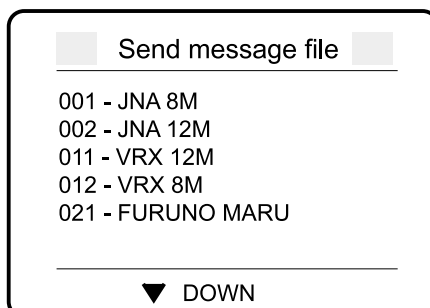 Send message file
001 - JNA 8M
002 - JNA 12M
011 - VRX 12M
012 - VRX 8M
021 - FURUNO MARU
▼ DOWN